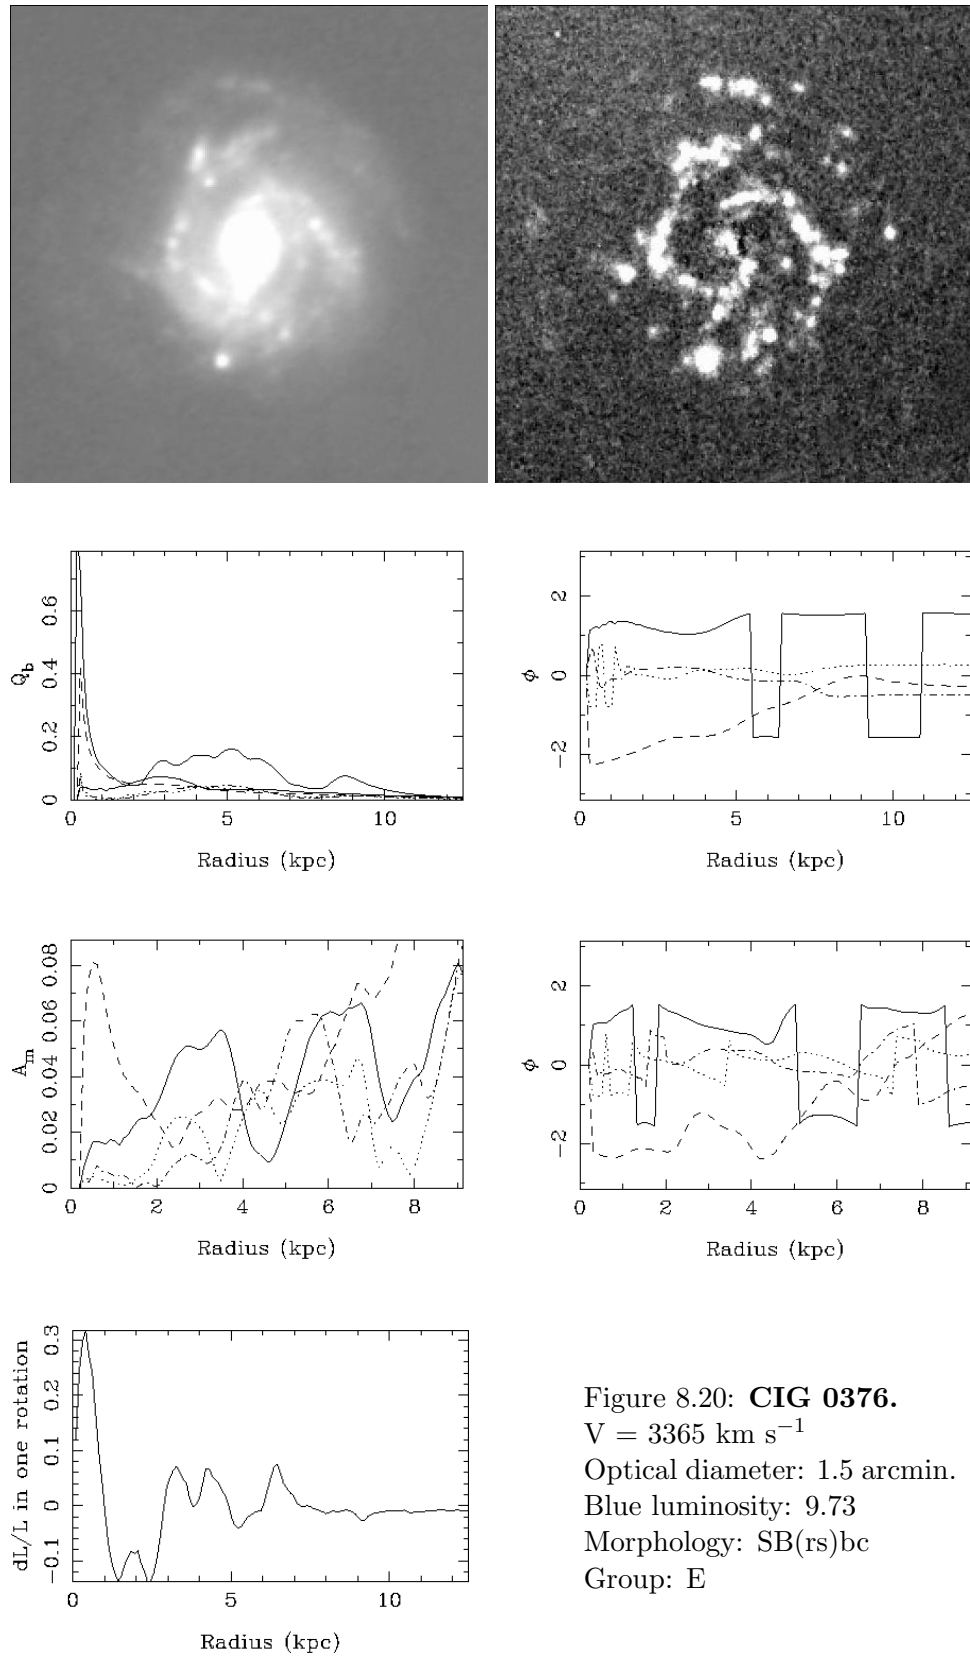 0.6
0.4
0.2
0
Q_b
0 5 10
Radius (kpc)
2
0
−2
ϕ
0 5 10
Radius (kpc)
0.08
0.06
0.04
0.02
0
A_m
0 2 4 6 8
Radius (kpc)
2
0
−2
ϕ
0 2 4 6 8
Radius (kpc)
0.3
0.2
0.1
0
−0.1
dL/L in one rotation
0 5 10
Radius (kpc)
Figure 8.20: CIG 0376.
V = 3365 km s⁻¹
Optical diameter: 1.5 arcmin.
Blue luminosity: 9.73
Morphology: SB(rs)bc
Group: E